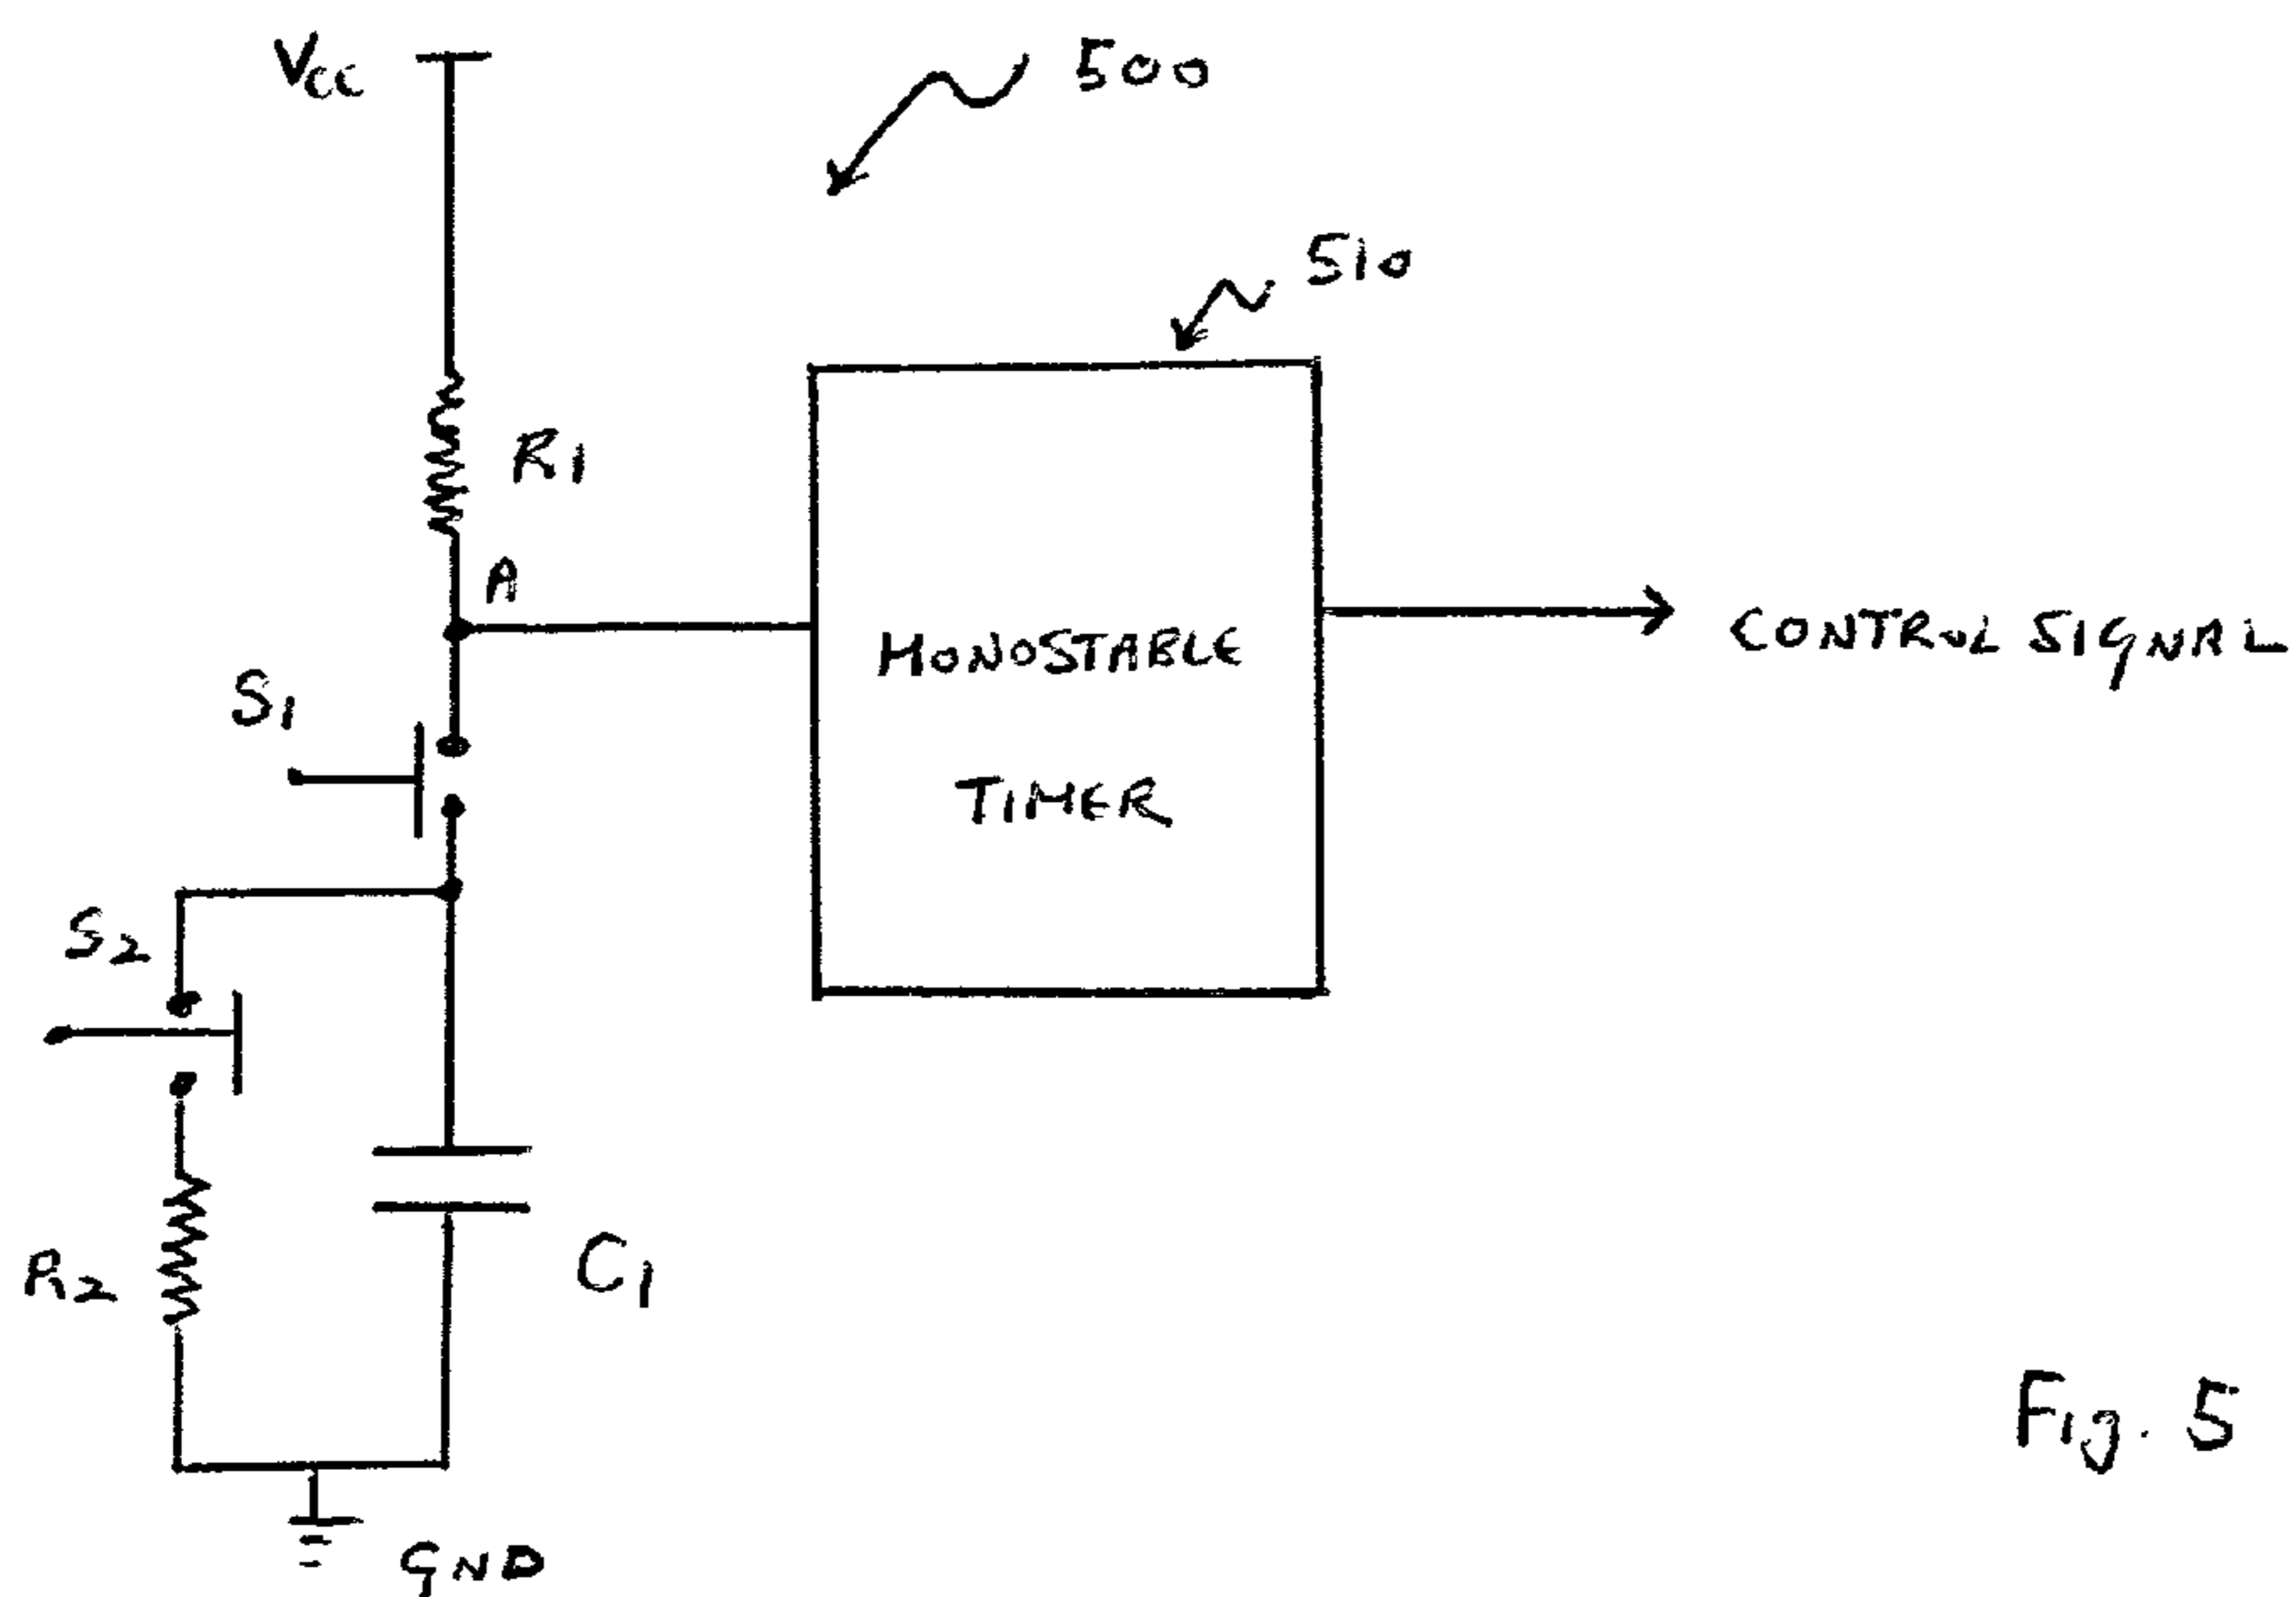 Vcc
500
510
R1
A
MONOSTABLE
TIMER
CONTROL SIGNAL
S1
S2
R2
C1
GND
Fig. 5